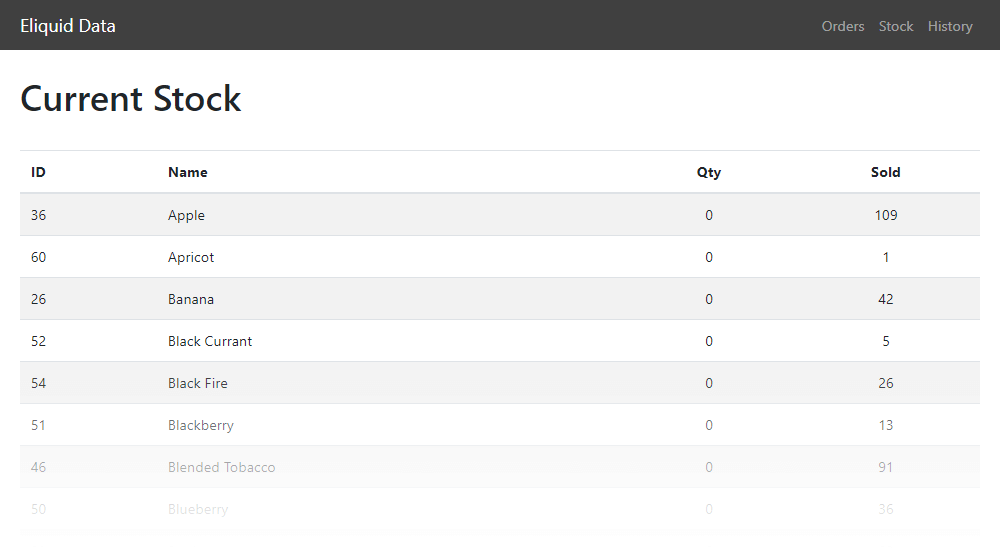 Eliquid Data Orders Stock History
Current Stock
ID Name Qty Sold
36 Apple 0 109
60 Apricot 0 1
26 Banana 0 42
52 Black Currant 0 5
54 Black Fire 0 26
51 Blackberry 0 13
46 Blended Tobacco 0 91
50 Blueberry 0 36